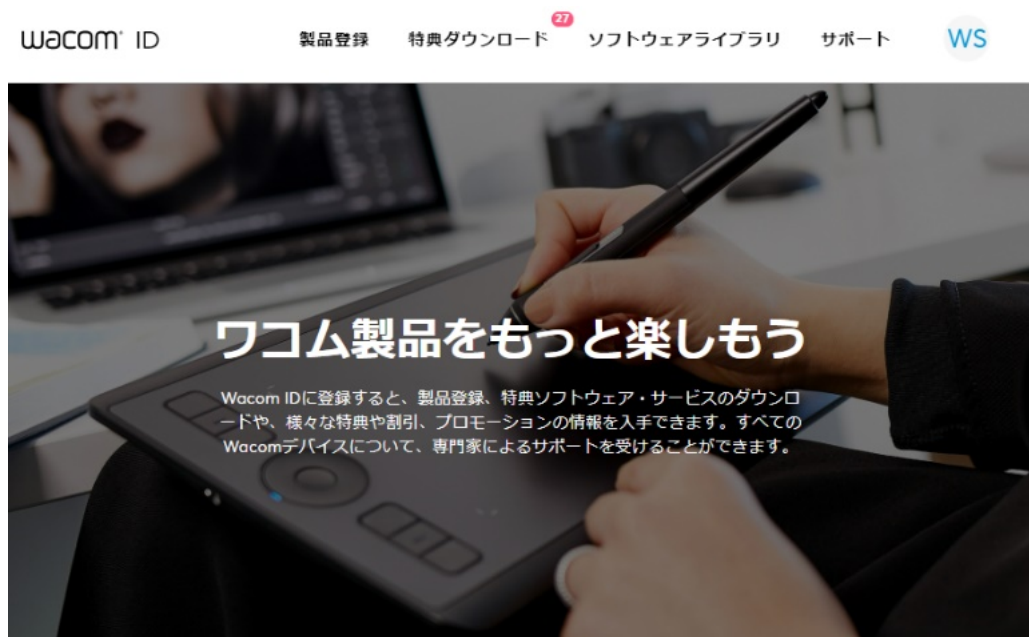 wacom ID
製品登録
特典ダウンロード
27
ソフトウェアライブラリ
サポート
WS
ワコム製品をもっと楽しもう
Wacom IDに登録すると、製品登録、特典ソフトウェア・サービスのダウンロ
ードや、様々な特典や割引、プロモーションの情報を入手できます。すべての
Wacomデバイスについて、専門家によるサポートを受けることができます。